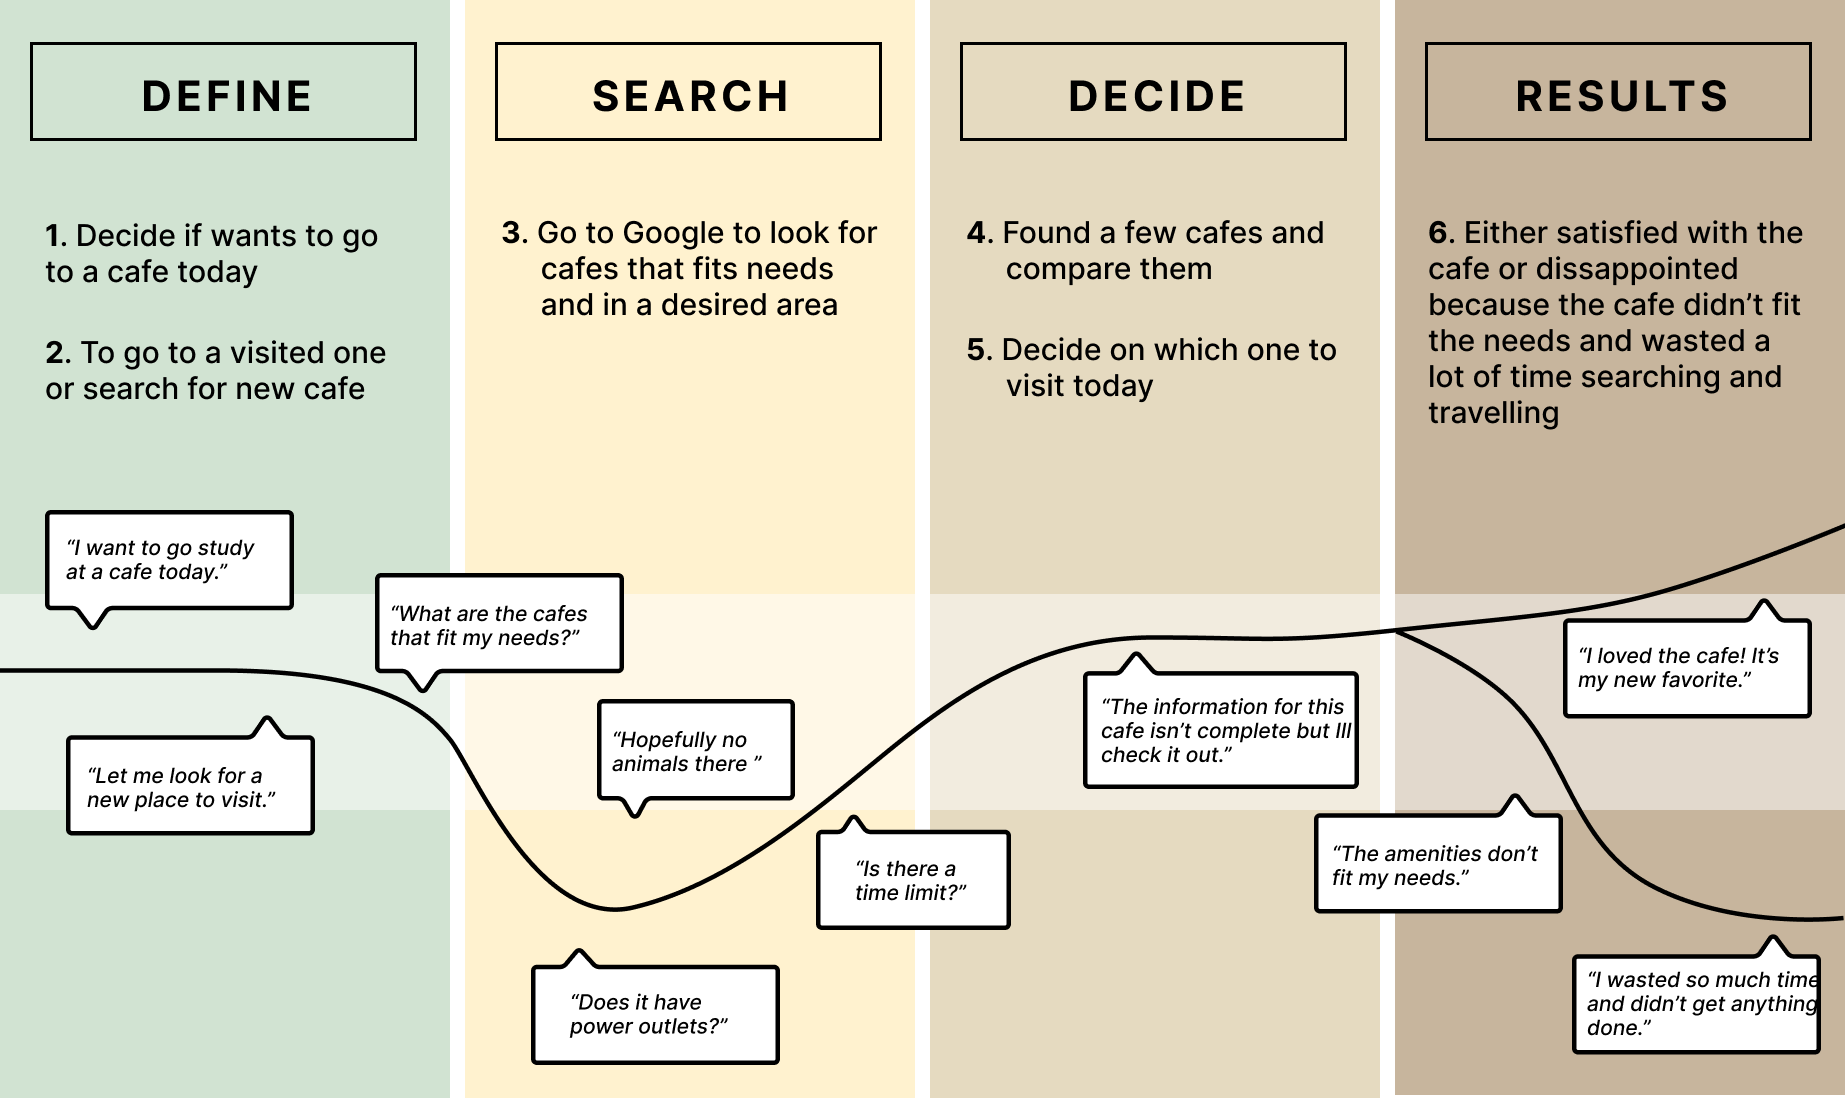 DEFINE
1. Decide if wants to go
to a cafe today
2. To go to a visited one
or search for new cafe
“I want to go study
at a cafe today.”
“Let me look for a
new place to visit.”
SEARCH
3. Go to Google to look for
cafes that fits needs
and in a desired area
“What are the cafes
that fit my needs?”
“Hopefully no
animals there ”
“Is there a
time limit?”
“Does it have
power outlets?”
DECIDE
4. Found a few cafes and
compare them
5. Decide on which one to
visit today
“The information for this
cafe isn’t complete but Ill
check it out.”
RESULTS
6. Either satisfied with the
cafe or dissappointed
because the cafe didn’t fit
the needs and wasted a
lot of time searching and
travelling
“I loved the cafe! It’s
my new favorite.”
“The amenities don’t
fit my needs.”
“I wasted so much time
and didn’t get anything
done.”